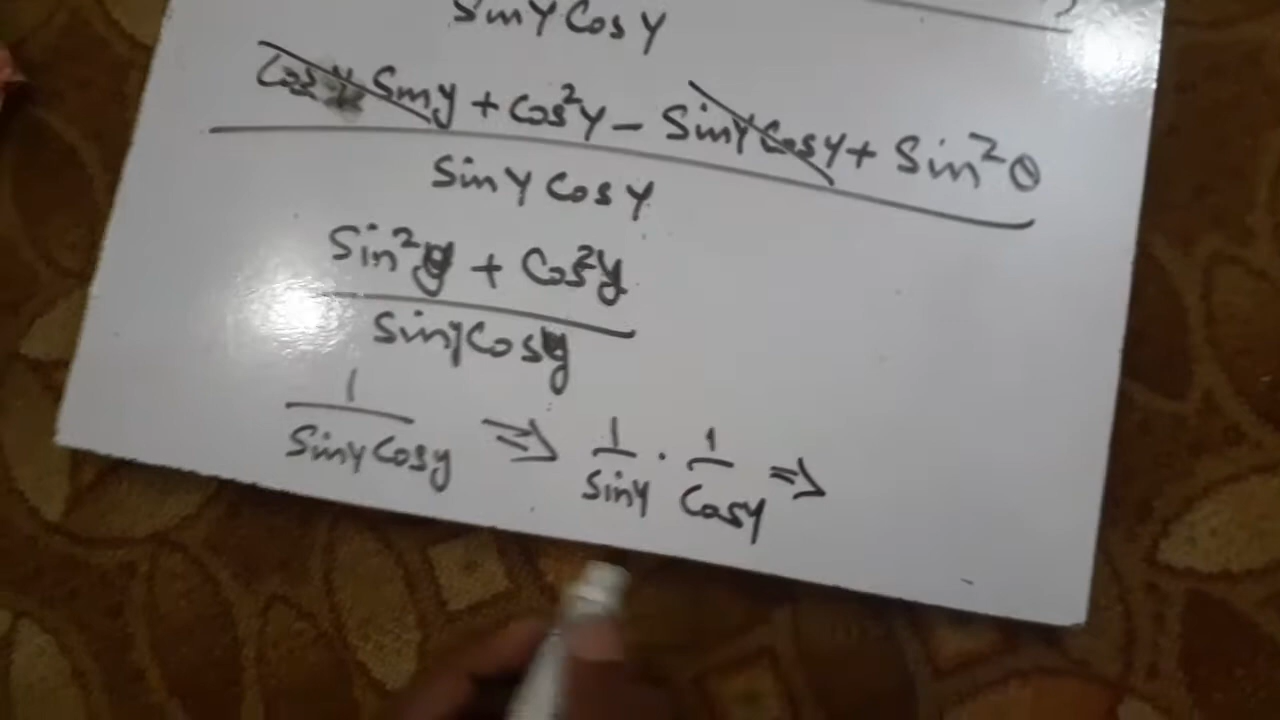 Sin Y Cos Y
Cos y Sin y + Cos²y − Sin y Cos y + Sin²θ
Sin Y Cos Y
Sin²y + Cos²y
Sin y Cos y
1
Sin y Cos y ⇒ 1/Sin y · 1/Cos y ⇒